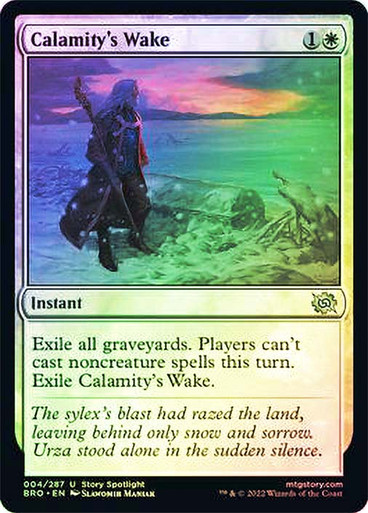 Calamity's Wake 1
Instant
Exile all graveyards. Players can't
cast noncreature spells this turn.
Exile Calamity's Wake.
The sylex's blast had razed the land,
leaving behind only snow and sorrow.
Urza stood alone in the sudden silence.
004/287 U Story Spotlight mtgstory.com
BRO • EN Slawomir Maniak ™ & © 2022 Wizards of the Coast